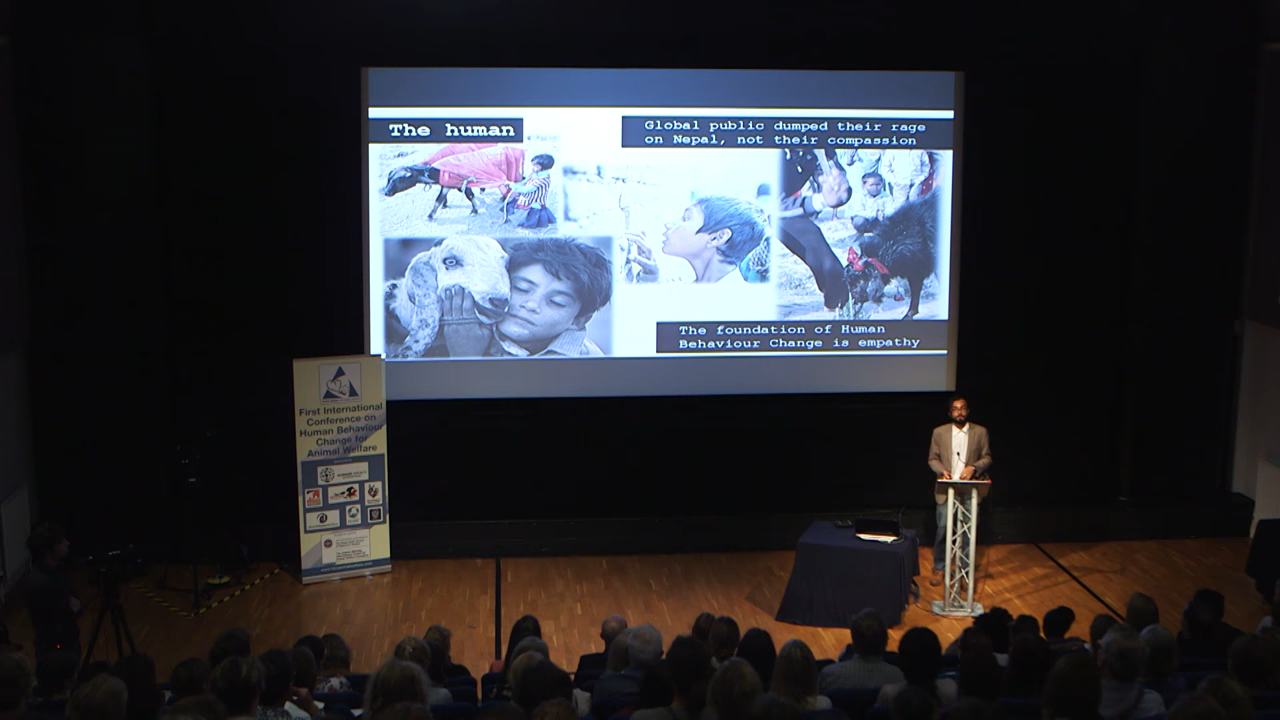 The human
Global public dumped their rage
on Nepal, not their compassion
The foundation of Human
Behaviour Change is empathy
First International
Conference on
Human Behaviour
Change for
Animal Welfare